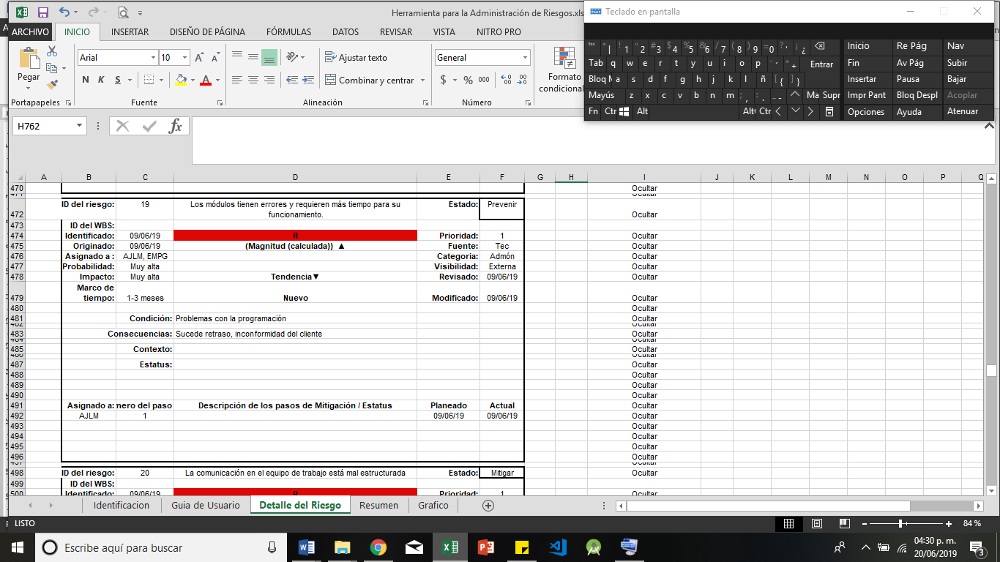 Herramienta para la Administración de Riesgos.xls
Teclado en pantalla
ARCHIVO INICIO INSERTAR DISEÑO DE PÁGINA FÓRMULAS DATOS REVISAR VISTA NITRO PRO
Pegar
Arial 10
N K S
Ajustar texto
Combinar y centrar
General
$ % 000
Formato
condicional
Portapapeles Fuente Alineación Número
Esc
Inicio Re Pág Nav
Tab q w e r t y u i o p Entrar Fin Av Pág Subir
Bloq M a s d f g h j k l ñ Insertar Pausa Bajar
Mayús z x c v b n m Ma Supr Impr Pant Bloq Despl Acoplar
Fn Ctr Alt Alt Ctr Opciones Ayuda Atenuar
H762
A B C D E F G H I J K L M N O P Q
470 Ocultar
471 Ocultar
ID del riesgo: 19 Los módulos tienen errores y requieren más tiempo para su Estado: Prevenir
472 funcionamiento. Ocultar
473 ID del WBS:
474 Identificado: 09/06/19 R Prioridad: 1 Ocultar
475 Originado: 09/06/19 (Magnitud (calculada)) ▲ Fuente: Tec Ocultar
476 Asignado a : AJLM, EMPG Categoria: Admón Ocultar
477 Probabilidad: Muy alta Visibilidad: Externa Ocultar
478 Impacto: Muy alta Tendencia▼ Revisado: 09/06/19 Ocultar
Marco de
479 tiempo: 1-3 meses Nuevo Modificado: 09/06/19 Ocultar
480 Ocultar
481 Condición: Problemas con la programación Ocultar
482 Ocultar
483 Consecuencias: Sucede retraso, inconformidad del cliente Ocultar
484 Ocultar
485 Contexto: Ocultar
486 Ocultar
487 Estatus: Ocultar
488 Ocultar
489 Ocultar
490 Ocultar
491 Asignado a: nero del paso Descripción de los pasos de Mitigación / Estatus Planeado Actual Ocultar
492 AJLM 1 09/06/19 09/06/19 Ocultar
493 Ocultar
494 Ocultar
495 Ocultar
496 Ocultar
497 Ocultar
498 ID del riesgo: 20 La comunicación en el equipo de trabajo está mal estructurada Estado: Mitigar Ocultar
499 ID del WBS:
500 Identificado: 09/06/19 R Prioridad: 1 Ocultar
Identificacion Guia de Usuario Detalle del Riesgo Resumen Grafico
LISTO 84 %
Escribe aquí para buscar
04:30 p. m.
20/06/2019
3